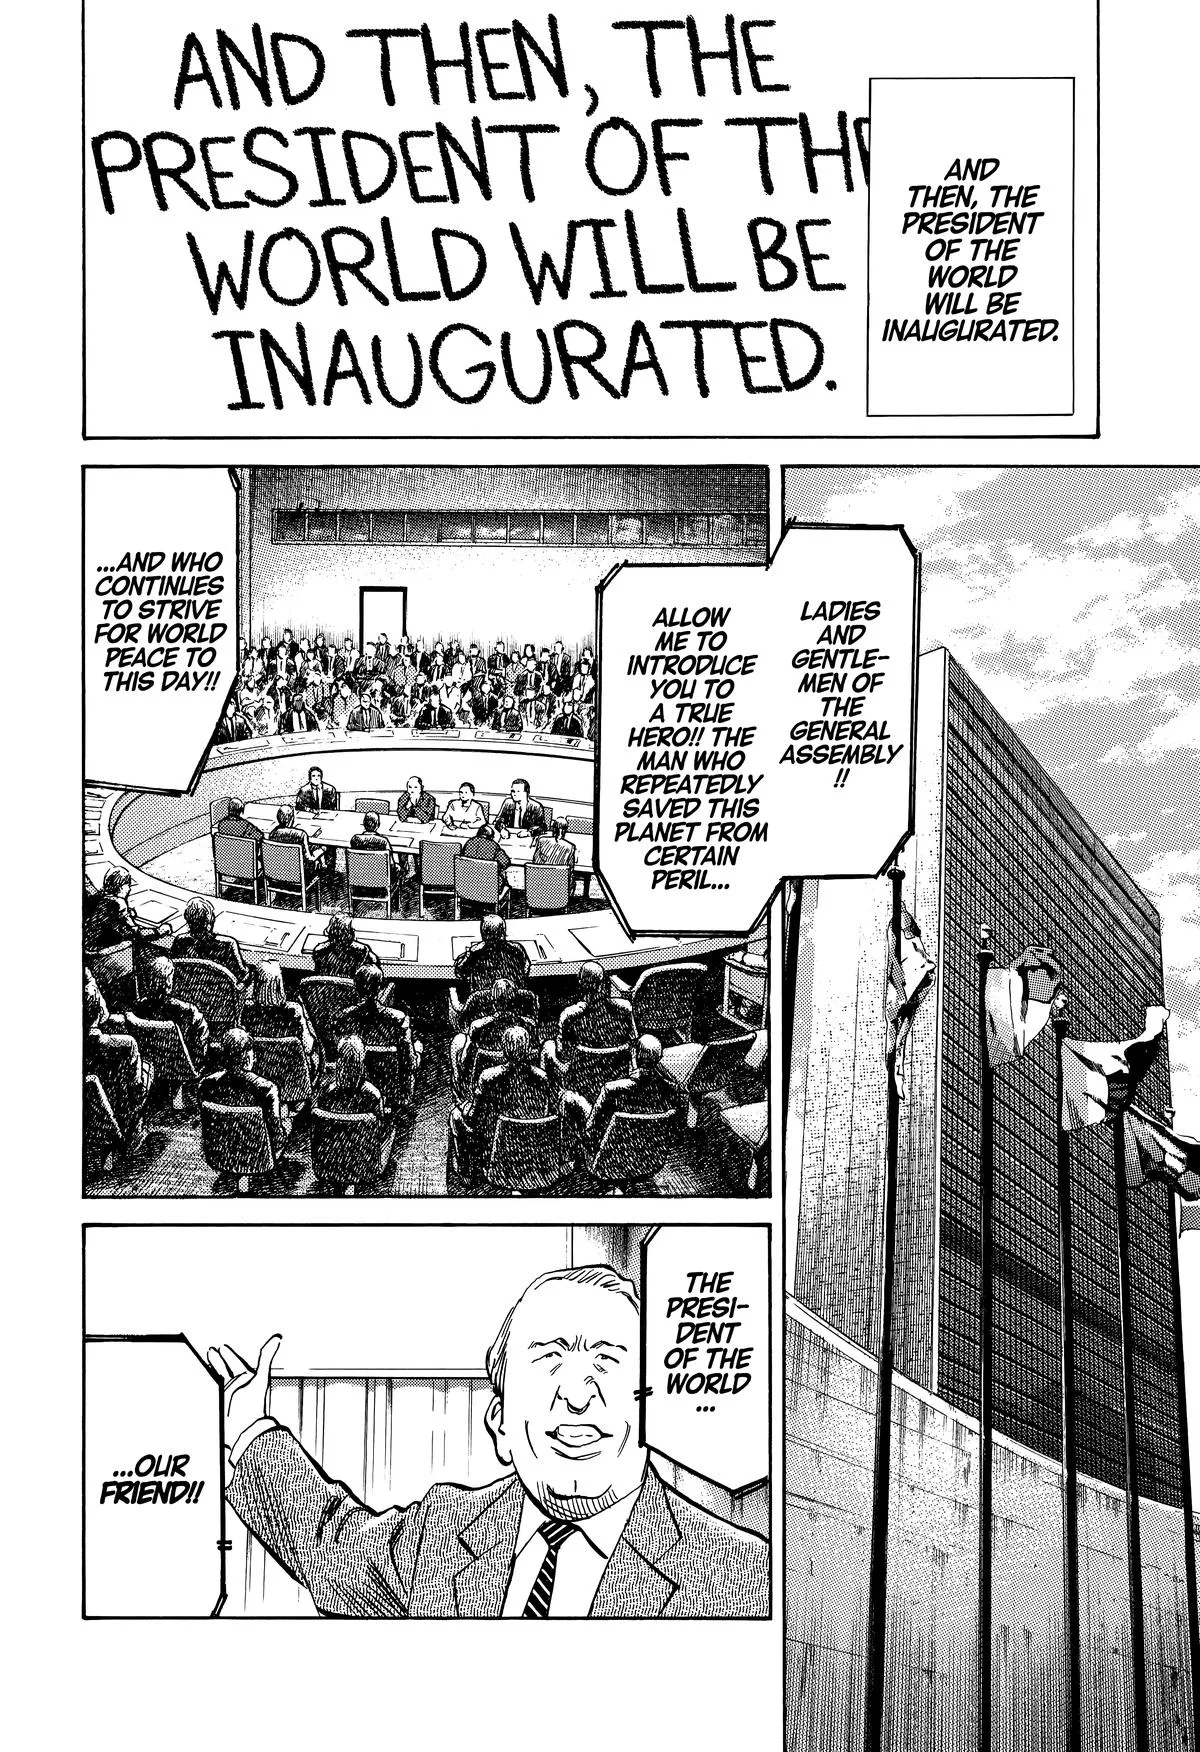 AND THEN, THE
PRESIDENT OF THE
WORLD WILL BE
INAUGURATED.
AND
THEN, THE
PRESIDENT
OF THE
WORLD
WILL BE
INAUGURATED.
LADIES
AND
GENTLE-
MEN OF
THE
GENERAL
ASSEMBLY
!!
ALLOW
ME TO
INTRODUCE
YOU TO
A TRUE
HERO!! THE
MAN WHO
REPEATEDLY
SAVED THIS
PLANET FROM
CERTAIN
PERIL...
...AND WHO
CONTINUES
TO STRIVE
FOR WORLD
PEACE TO
THIS DAY!!
THE
PRESI-
DENT
OF THE
WORLD
...
...OUR
FRIEND!!